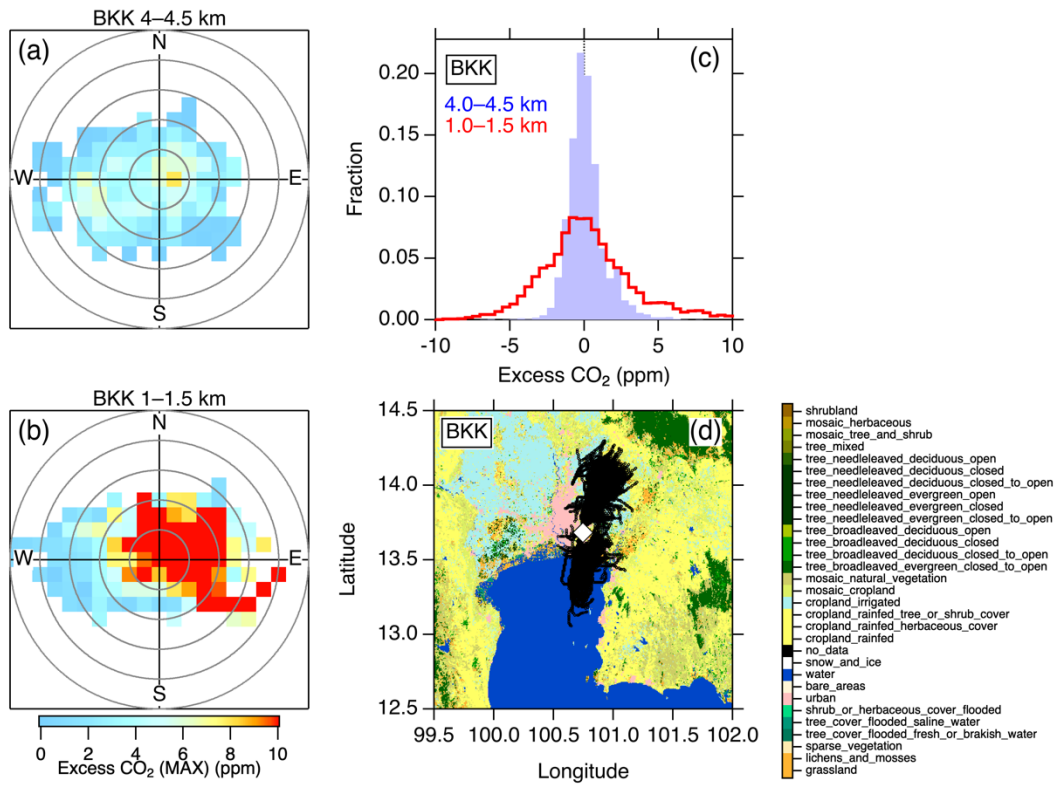 BKK 4–4.5 km
(a)
N
W
E
S
(c)
BKK
4.0–4.5 km
1.0–1.5 km
Fraction
0.20
0.15
0.10
0.05
0.00
-10
-5
0
5
10
Excess CO₂ (ppm)
BKK 1–1.5 km
(b)
N
W
E
S
0
2
4
6
8
10
Excess CO₂ (MAX) (ppm)
BKK
(d)
Latitude
14.5
14.0
13.5
13.0
12.5
99.5
100.0
100.5
101.0
101.5
102.0
Longitude
shrubland
mosaic_herbaceous
mosaic_tree_and_shrub
tree_mixed
tree_needleleaved_deciduous_open
tree_needleleaved_deciduous_closed
tree_needleleaved_deciduous_closed_to_open
tree_needleleaved_evergreen_open
tree_needleleaved_evergreen_closed
tree_needleleaved_evergreen_closed_to_open
tree_broadleaved_deciduous_open
tree_broadleaved_deciduous_closed
tree_broadleaved_deciduous_closed_to_open
tree_broadleaved_evergreen_closed_to_open
mosaic_natural_vegetation
mosaic_cropland
cropland_irrigated
cropland_rainfed_tree_or_shrub_cover
cropland_rainfed_herbaceous_cover
cropland_rainfed
no_data
snow_and_ice
water
bare_areas
urban
shrub_or_herbaceous_cover_flooded
tree_cover_flooded_saline_water
tree_cover_flooded_fresh_or_brakish_water
sparse_vegetation
lichens_and_mosses
grassland